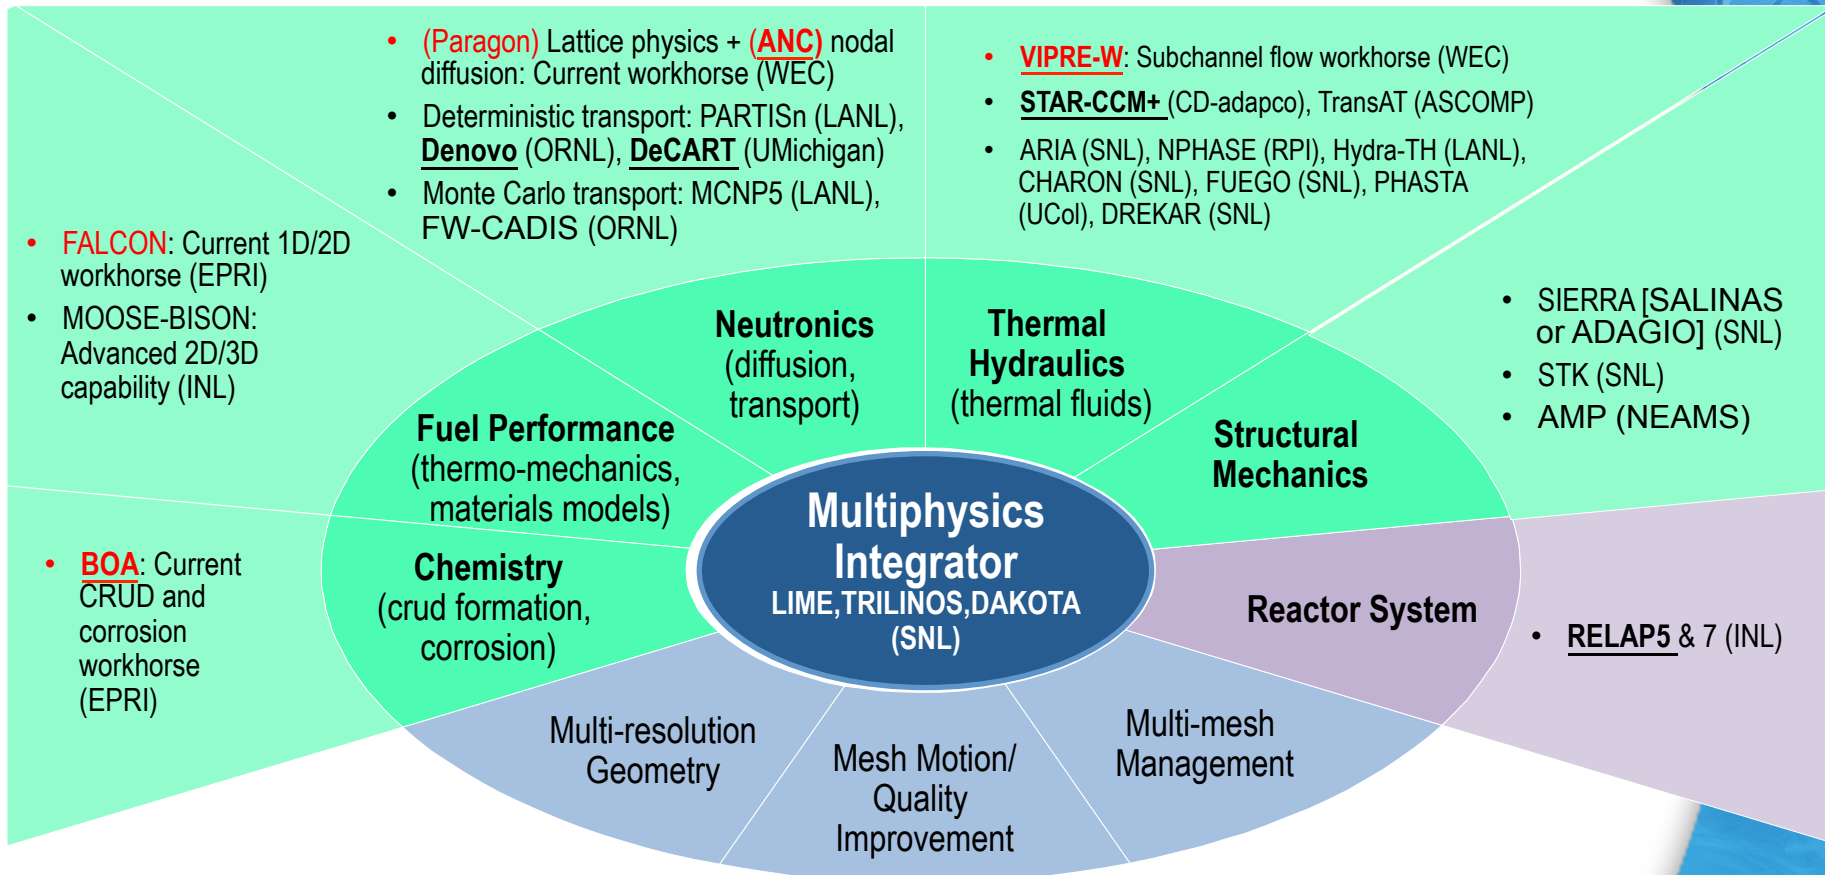 • (Paragon) Lattice physics + (ANC) nodal
diffusion: Current workhorse (WEC)
• Deterministic transport: PARTISn (LANL),
Denovo (ORNL), DeCART (UMichigan)
• Monte Carlo transport: MCNP5 (LANL),
FW-CADIS (ORNL)
• VIPRE-W: Subchannel flow workhorse (WEC)
• STAR-CCM+ (CD-adapco), TransAT (ASCOMP)
• ARIA (SNL), NPHASE (RPI), Hydra-TH (LANL),
CHARON (SNL), FUEGO (SNL), PHASTA
(UCol), DREKAR (SNL)
• FALCON: Current 1D/2D
workhorse (EPRI)
• MOOSE-BISON:
Advanced 2D/3D
capability (INL)
• SIERRA [SALINAS
or ADAGIO] (SNL)
• STK (SNL)
• AMP (NEAMS)
Neutronics
(diffusion,
transport)
Thermal
Hydraulics
(thermal fluids)
Fuel Performance
(thermo-mechanics,
materials models)
Structural
Mechanics
Multiphysics
Integrator
LIME,TRILINOS,DAKOTA
(SNL)
• BOA: Current
CRUD and
corrosion
workhorse
(EPRI)
Chemistry
(crud formation,
corrosion)
Reactor System
• RELAP5 & 7 (INL)
Multi-resolution
Geometry
Mesh Motion/
Quality
Improvement
Multi-mesh
Management